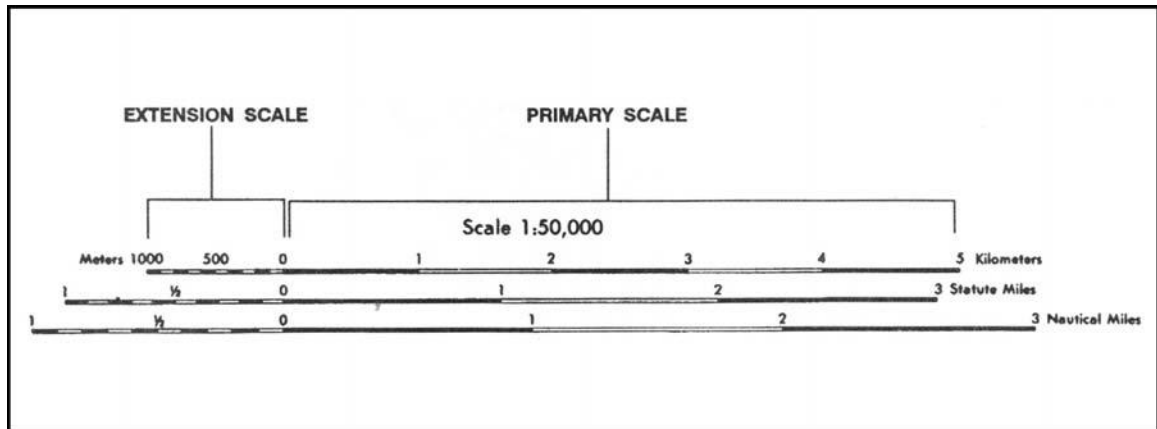 EXTENSION SCALE PRIMARY SCALE
Scale 1:50,000
Meters 1000 500 0 1 2 3 4 5 Kilometers
1 ½ 0 1 2 3 Statute Miles
1 ½ 0 1 2 3 Nautical Miles